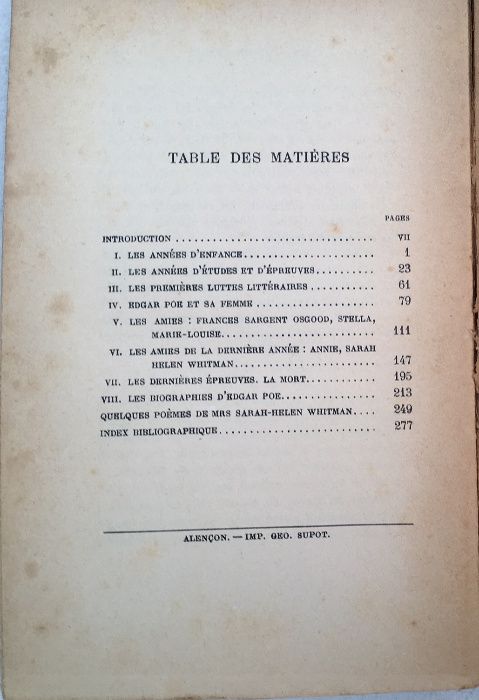 TABLE DES MATIÈRES
PAGES
INTRODUCTION .................................. VII
I. LES ANNÉES D'ENFANCE....................... 1
II. LES ANNÉES D'ÉTUDES ET D'ÉPREUVES.......... 23
III. LES PREMIÈRES LUTTES LITTÉRAIRES ........... 61
IV. EDGAR POE ET SA FEMME .................... 79
V. LES AMIES : FRANCES SARGENT OSGOOD, STELLA,
MARIE-LOUISE........................... 111
VI. LES AMIES DE LA DERNIÈRE ANNÉE : ANNIE, SARAH
HELEN WHITMAN........................ 147
VII. LES DERNIÈRES ÉPREUVES. LA MORT............ 195
VIII. LES BIOGRAPHIES D'EDGAR POE................ 213
QUELQUES POÈMES DE MRS SARAH-HELEN WHITMAN.... 249
INDEX BIBLIOGRAPHIQUE........................... 277
ALENÇON. — IMP. GEO. SUPOT.